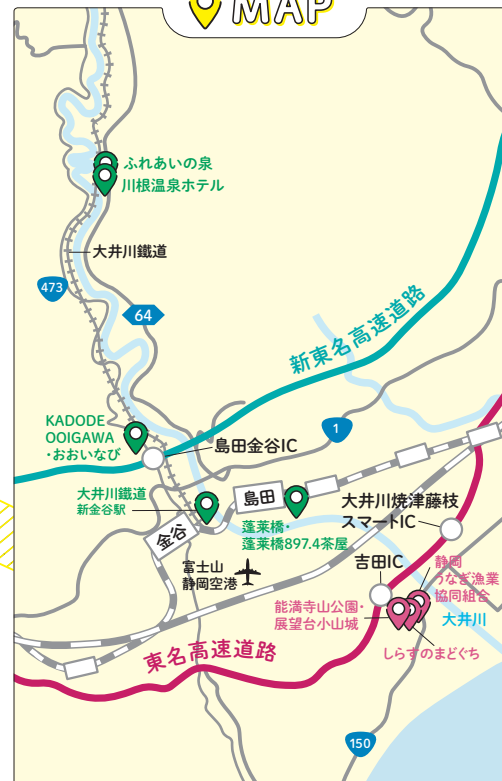 MAP
ふれあいの泉
川根温泉ホテル
大井川鐵道
473
64
新東名高速道路
KADODE
OOIGAWA
・おおいなび
1
島田金谷IC
大井川鐵道
新金谷駅
島田
金谷
蓬莱橋・
蓬莱橋897.4茶屋
大井川焼津藤枝
スマートIC
富士山
静岡空港
吉田IC
静岡
うなぎ漁業
協同組合
能満寺山公園・
展望台小山城
大井川
しらすのまどぐち
東名高速道路
150